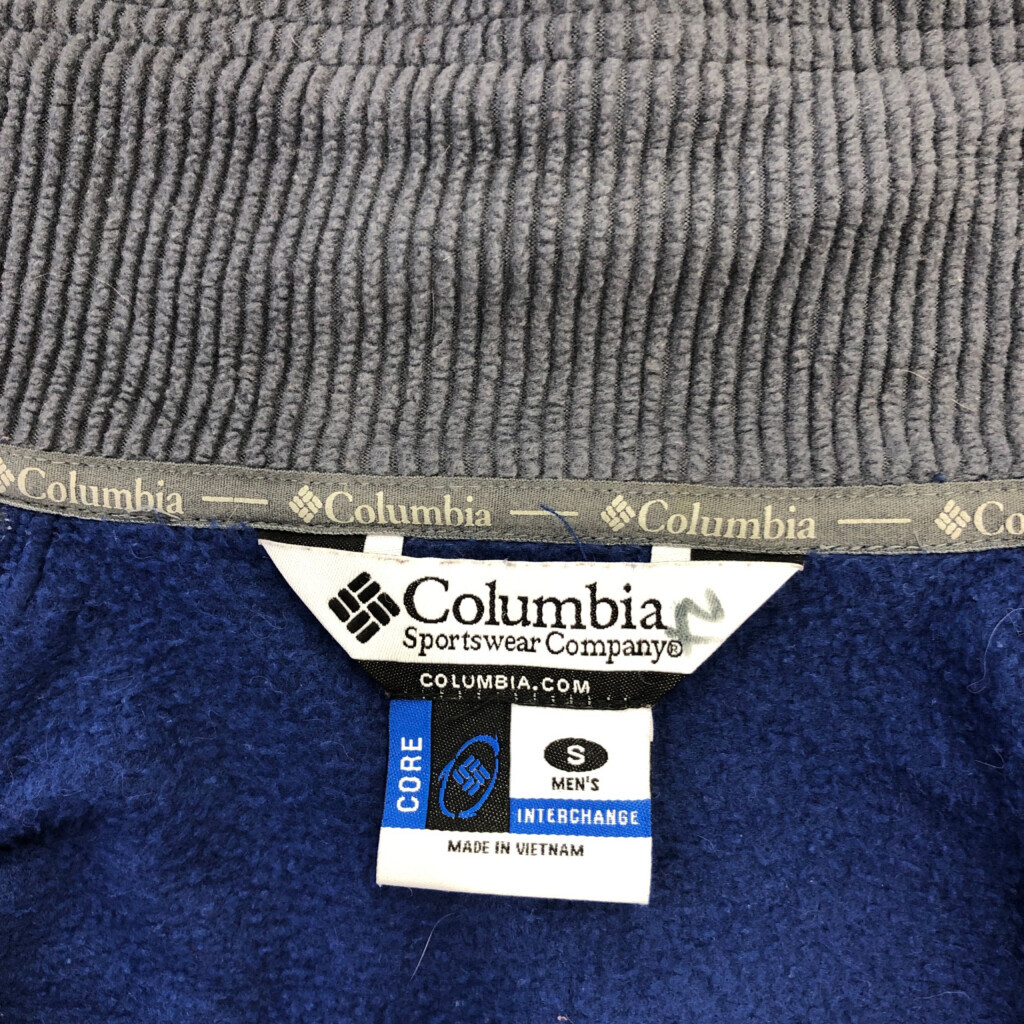 Columbia — Columbia — Columbia — Co
Columbia
Sportswear Company®
COLUMBIA.COM
CORE
S
MEN'S
INTERCHANGE
MADE IN VIETNAM